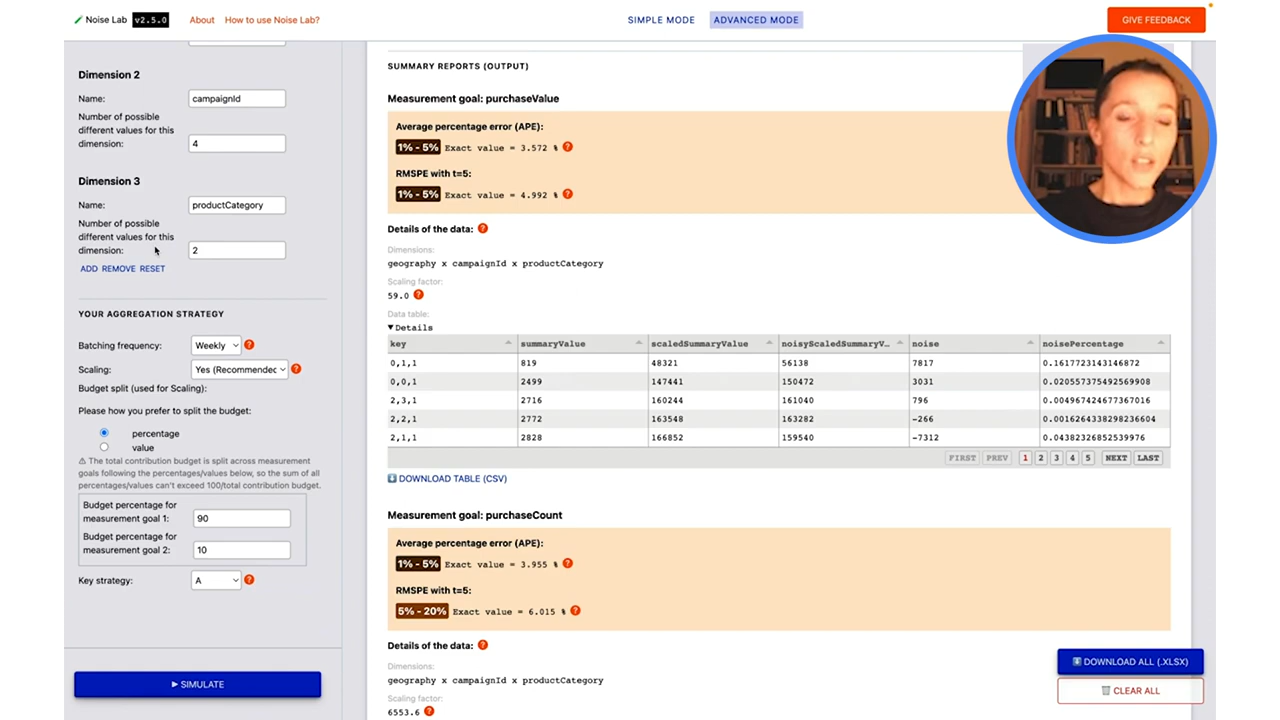 Noise Lab v2.5.0 About How to use Noise Lab? SIMPLE MODE ADVANCED MODE GIVE FEEDBACK
Dimension 2
Name: campaignId
Number of possible
different values for this
dimension: 4
Dimension 3
Name: productCategory
Number of possible
different values for this
dimension: 2
ADD REMOVE RESET
YOUR AGGREGATION STRATEGY
Batching frequency: Weekly ?
Scaling: Yes (Recommended ?
Budget split (used for Scaling):
Please how you prefer to split the budget:
percentage
value
⚠ The total contribution budget is split across measurement
goals following the percentages/values below, so the sum of all
percentages/values can't exceed 100/total contribution budget.
Budget percentage for
measurement goal 1: 90
Budget percentage for
measurement goal 2: 10
Key strategy: A ?
▶ SIMULATE
SUMMARY REPORTS (OUTPUT)
Measurement goal: purchaseValue
Average percentage error (APE):
1% - 5% Exact value = 3.572 % ?
RMSPE with t=5:
1% - 5% Exact value = 4.992 % ?
Details of the data: ?
Dimensions:
geography x campaignId x productCategory
Scaling factor:
59.0 ?
Data table:
▼Details
key summaryValue scaledSummaryValue noisyScaledSummaryV... noise noisePercentage
0,1,1 819 48321 56138 7817 0.1617723143146872
0,0,1 2499 147441 150472 3031 0.020557375492569908
2,3,1 2716 160244 161040 796 0.004967424677367016
2,2,1 2772 163548 163282 -266 0.0016264338298236604
2,1,1 2828 166852 159540 -7312 0.04382326852539976
FIRST PREV 1 2 3 4 5 NEXT LAST
DOWNLOAD TABLE (CSV)
Measurement goal: purchaseCount
Average percentage error (APE):
1% - 5% Exact value = 3.955 % ?
RMSPE with t=5:
5% - 20% Exact value = 6.015 % ?
Details of the data: ?
Dimensions:
geography x campaignId x productCategory
Scaling factor:
6553.6 ?
DOWNLOAD ALL (.XLSX)
CLEAR ALL